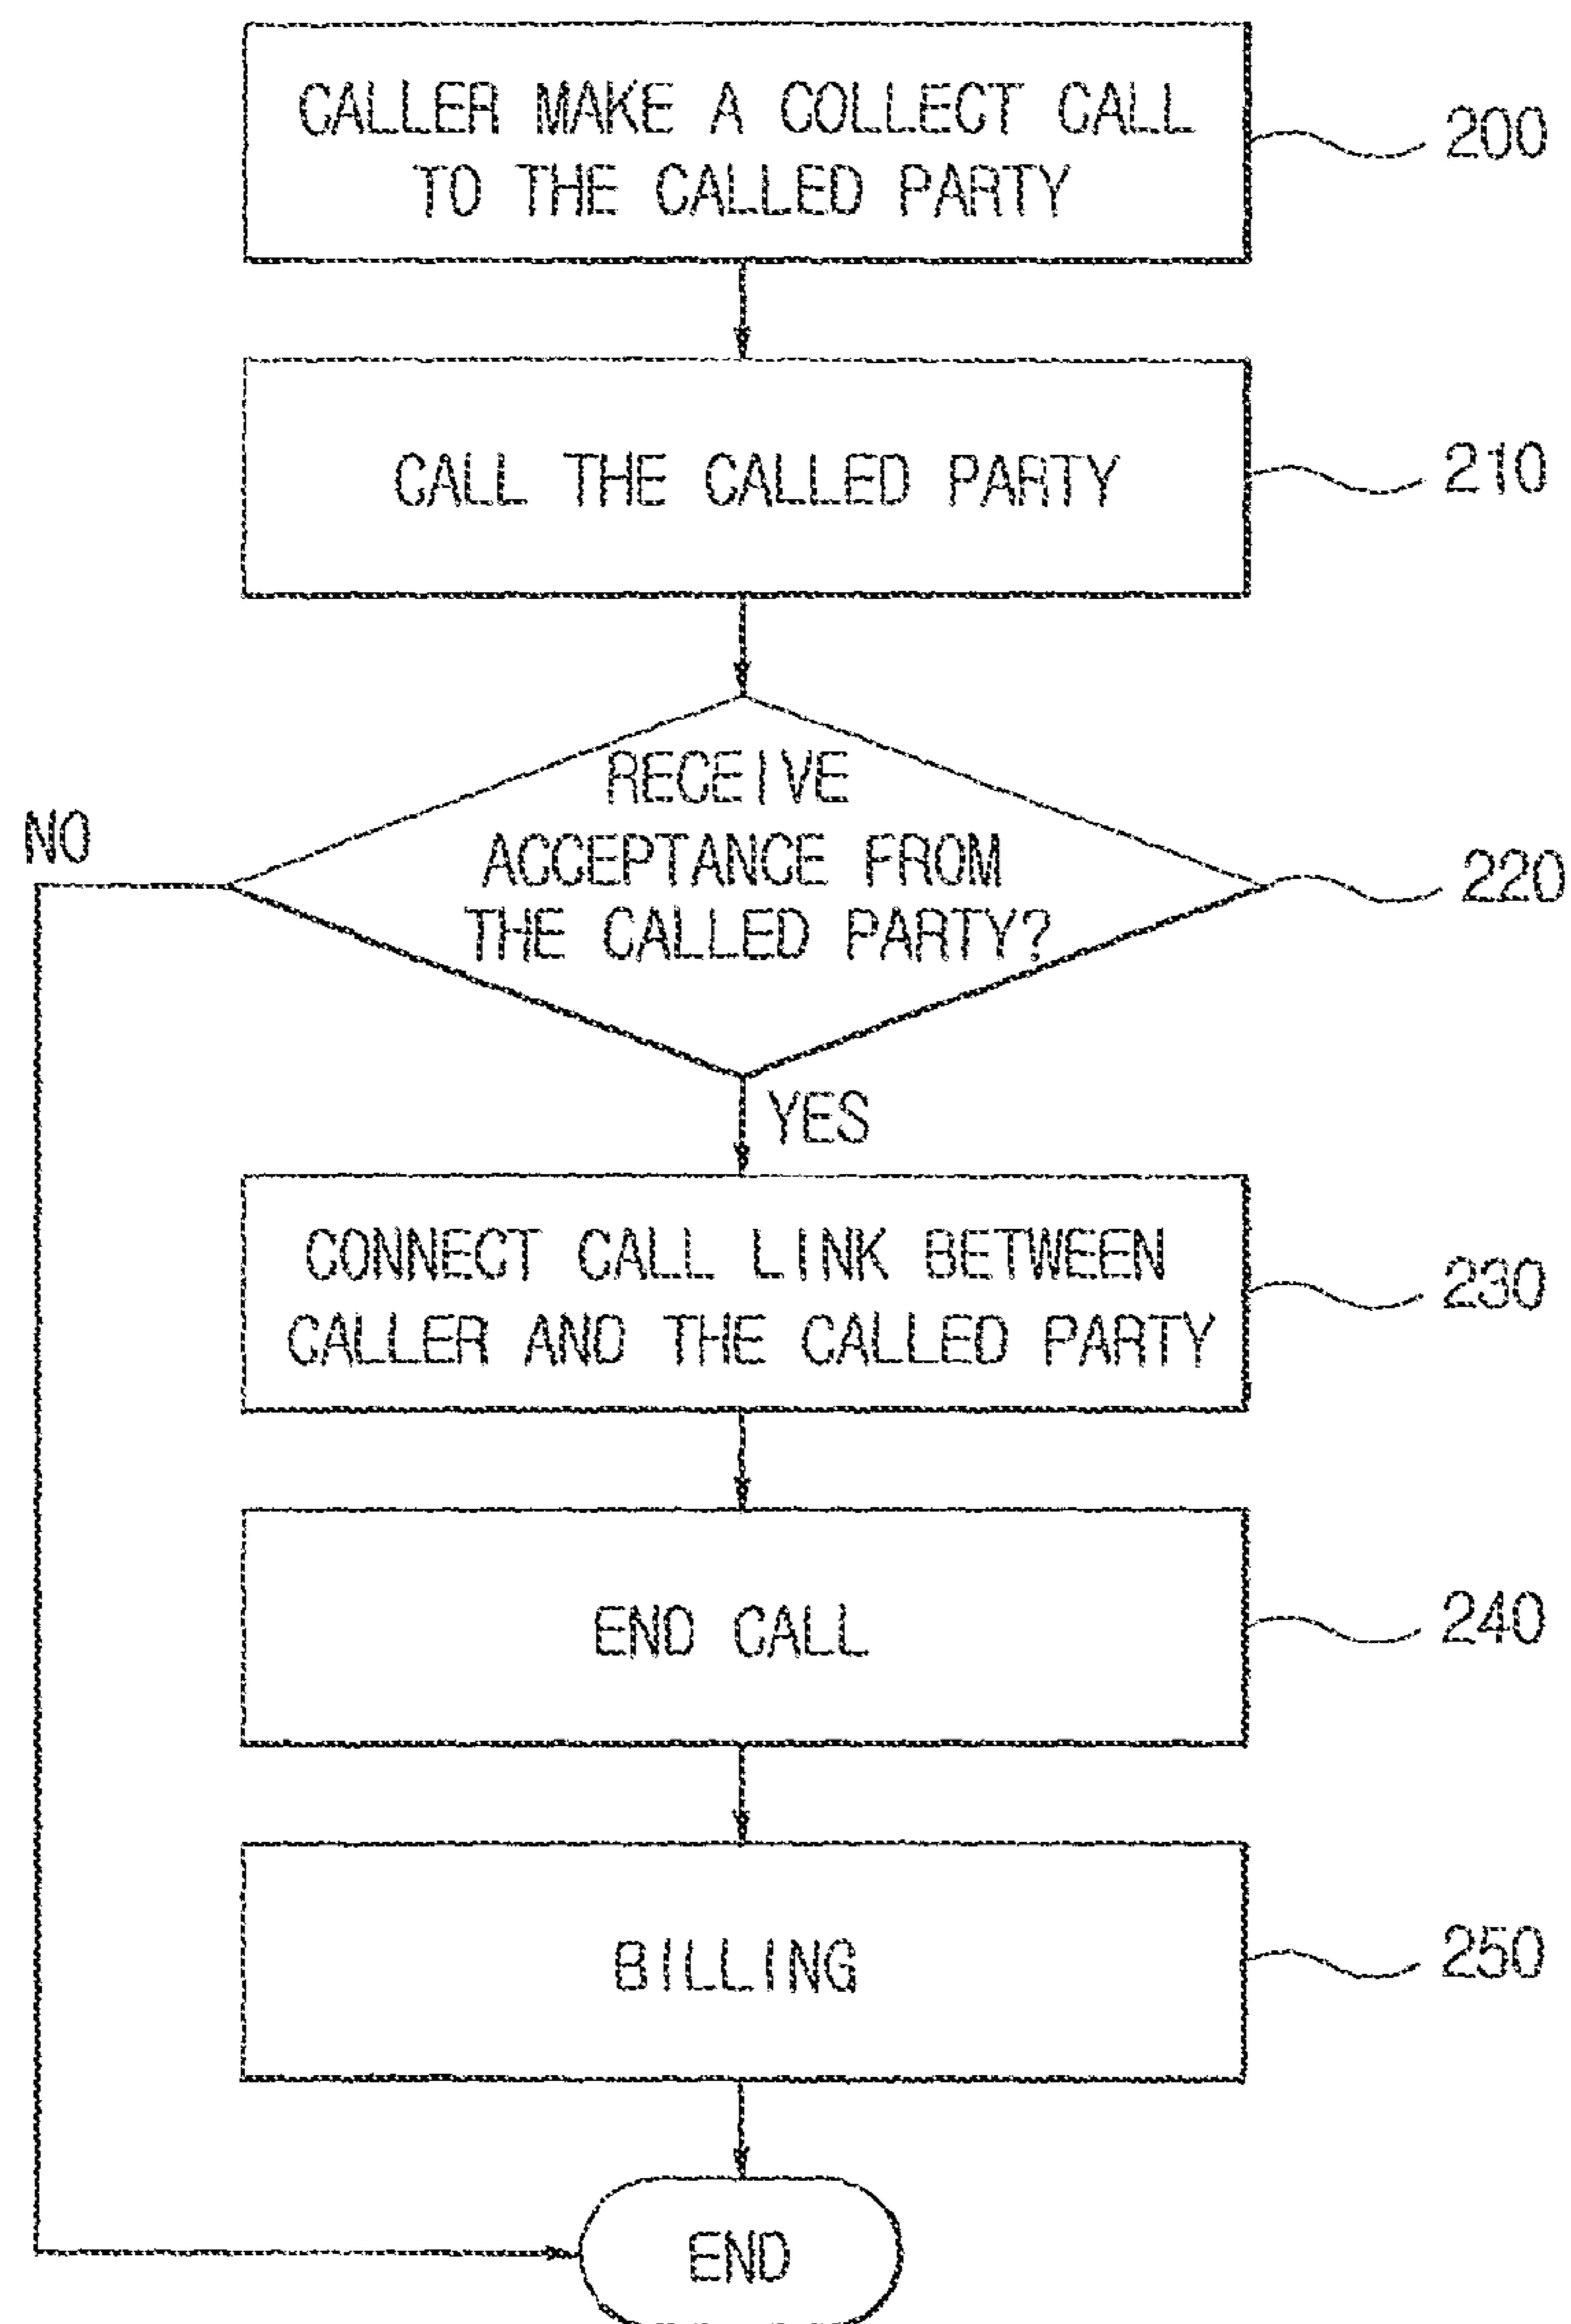 CALLER MAKE A COLLECT CALL
TO THE CALLED PARTY
200
CALL THE CALLED PARTY
210
RECEIVE
ACCEPTANCE FROM
THE CALLED PARTY?
NO
220
YES
CONNECT CALL LINK BETWEEN
CALLER AND THE CALLED PARTY
230
END CALL
240
BILLING
250
END